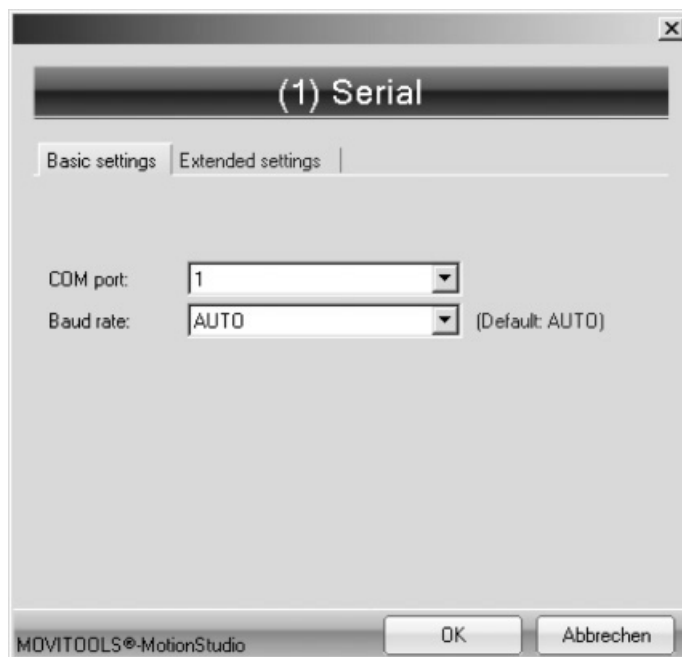 (1) Serial
Basic settings Extended settings
COM port: 1
Baud rate: AUTO (Default: AUTO)
MOVITOOLS®-MotionStudio OK Abbrechen